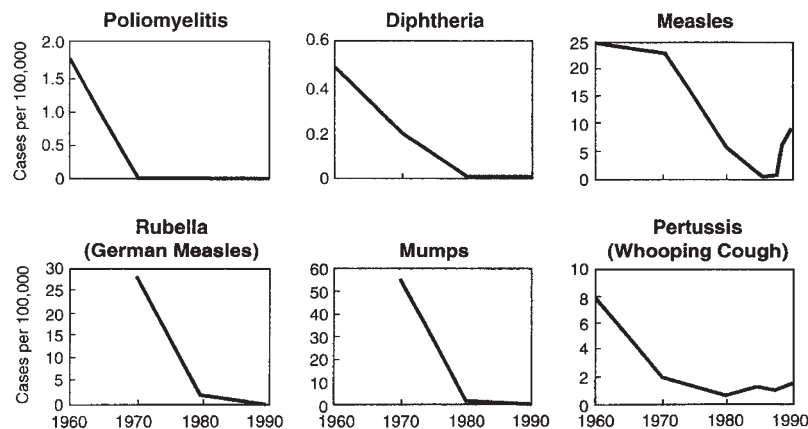 Poliomyelitis
Cases per 100,000
2.0
1.5
1.0
0.5
0
Diphtheria
0.6
0.4
0.2
0
Measles
25
20
15
10
5
0
Rubella
(German Measles)
Cases per 100,000
30
25
20
15
10
5
0
1960 1970 1980 1990
Mumps
60
50
40
30
20
10
0
1960 1970 1980 1990
Pertussis
(Whooping Cough)
10
8
6
4
2
0
1960 1970 1980 1990